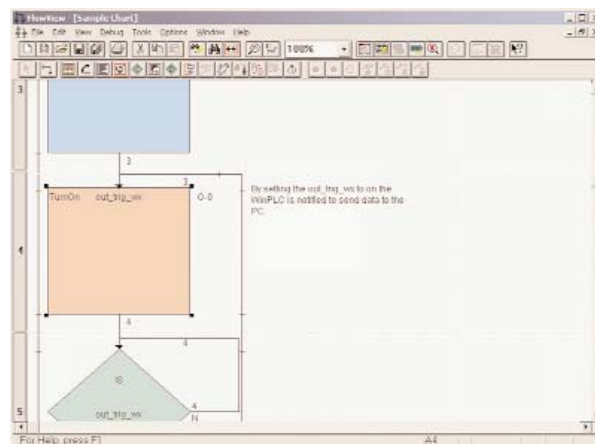 FlowView - [Sample Chart]
File Edit View Debug Tools Options Window Help
100%
3
3
3
TurnOn out_trig_wx O-0
By setting the out_trig_ws to on the
WinPLC is notified to send data to the
PC.
4
4
4
IS
4
out_trig_wx
N
5
For Help, press F1
A4